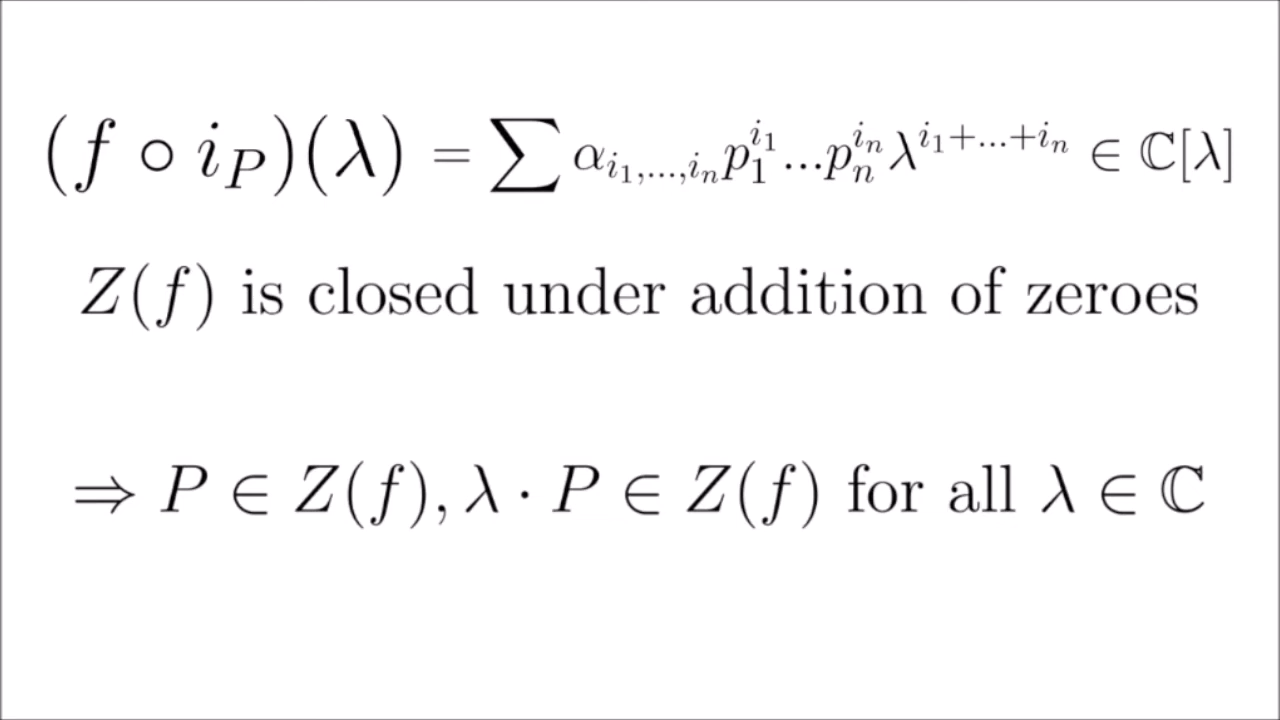 (f ∘ i_P)(λ) = ∑ α_{i_1,...,i_n} p_1^{i_1} ... p_n^{i_n} λ^{i_1+...+i_n} ∈ ℂ[λ]
Z(f) is closed under addition of zeroes
⇒ P ∈ Z(f), λ · P ∈ Z(f) for all λ ∈ ℂ